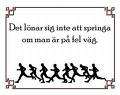 Det lönar sig inte att springa
om man är på fel väg.